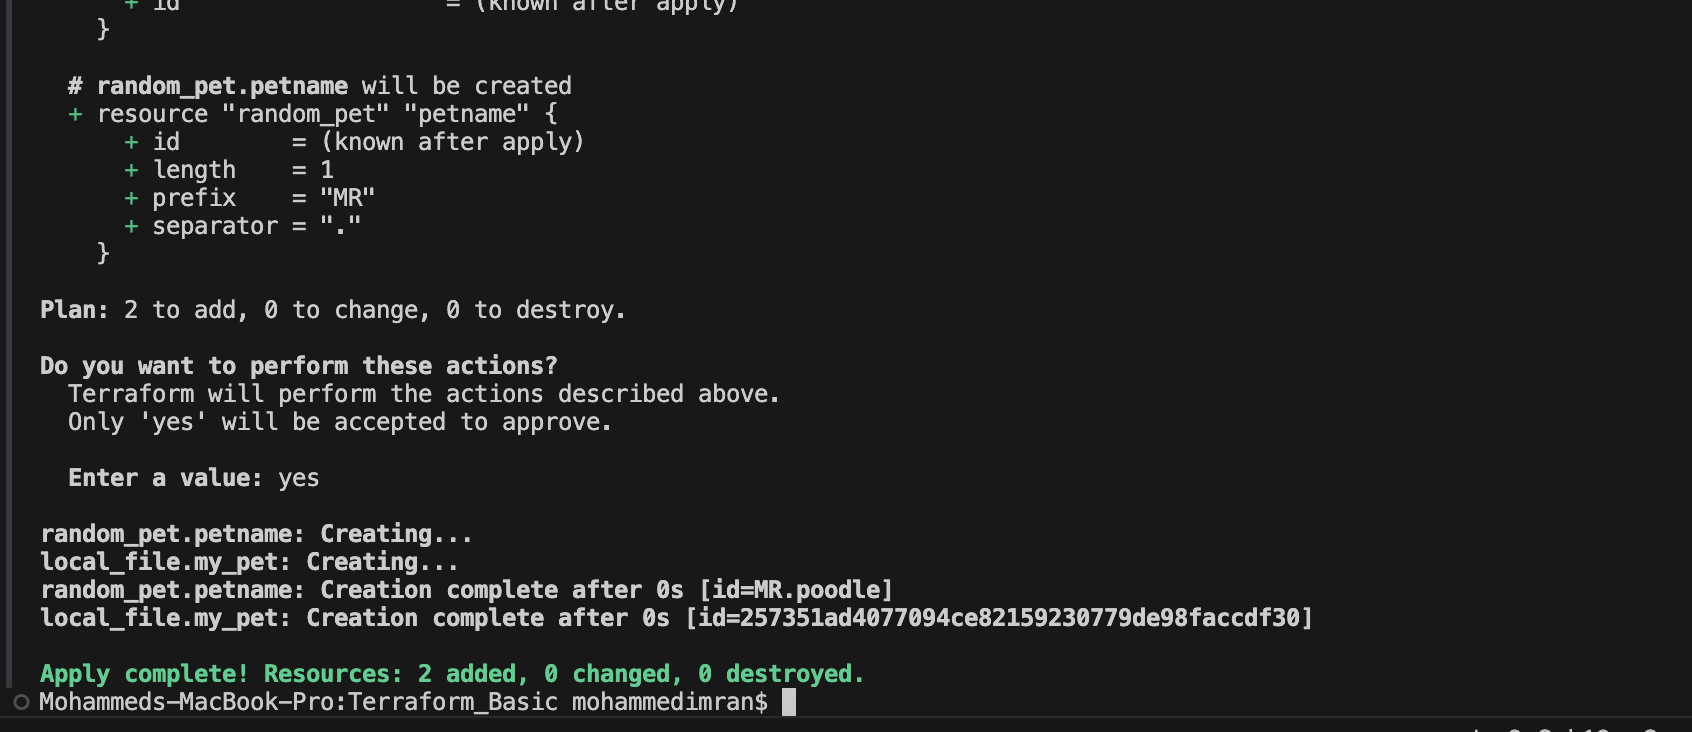 + id = (known after apply)
}
# random_pet.petname will be created
+ resource "random_pet" "petname" {
+ id = (known after apply)
+ length = 1
+ prefix = "MR"
+ separator = "."
}
Plan: 2 to add, 0 to change, 0 to destroy.
Do you want to perform these actions?
Terraform will perform the actions described above.
Only 'yes' will be accepted to approve.
Enter a value: yes
random_pet.petname: Creating...
local_file.my_pet: Creating...
random_pet.petname: Creation complete after 0s [id=MR.poodle]
local_file.my_pet: Creation complete after 0s [id=257351ad4077094ce82159230779de98faccdf30]
Apply complete! Resources: 2 added, 0 changed, 0 destroyed.
Mohammeds-MacBook-Pro:Terraform_Basic mohammedimran$